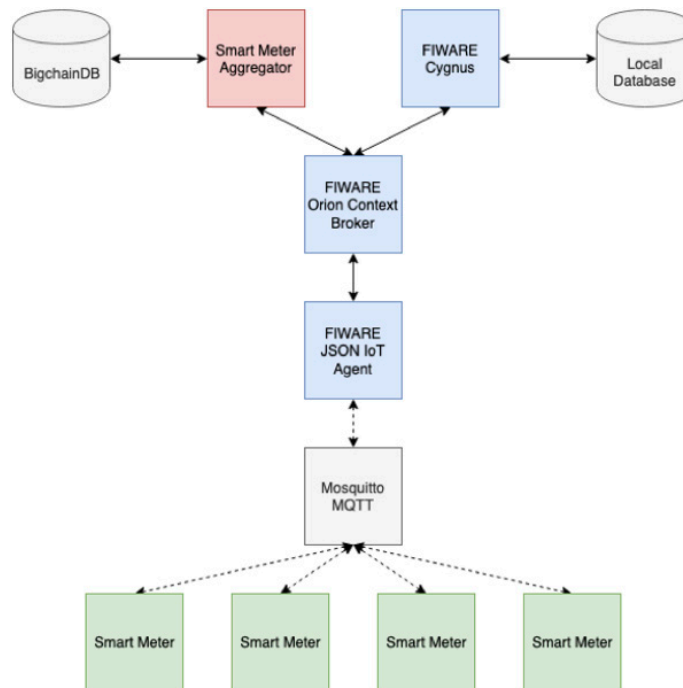 BigchainDB
Smart Meter
Aggregator
FIWARE
Cygnus
Local
Database
FIWARE
Orion Context
Broker
FIWARE
JSON IoT
Agent
Mosquitto
MQTT
Smart Meter
Smart Meter
Smart Meter
Smart Meter